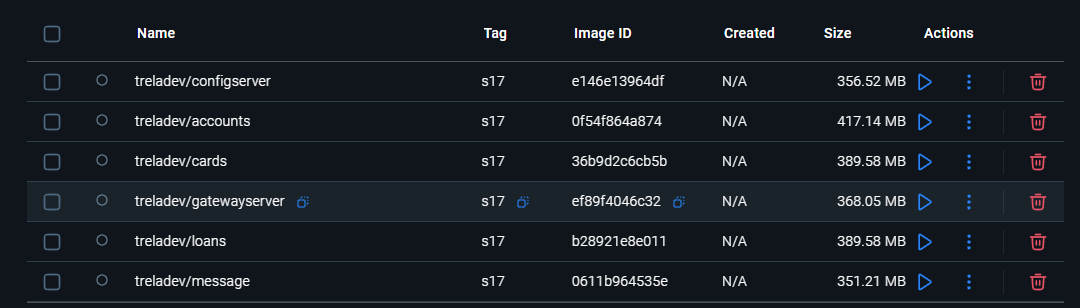 Name Tag Image ID Created Size Actions
treladev/configserver s17 e146e13964df N/A 356.52 MB
treladev/accounts s17 0f54f864a874 N/A 417.14 MB
treladev/cards s17 36b9d2c6cb5b N/A 389.58 MB
treladev/gatewayserver s17 ef89f4046c32 N/A 368.05 MB
treladev/loans s17 b28921e8e011 N/A 389.58 MB
treladev/message s17 0611b964535e N/A 351.21 MB